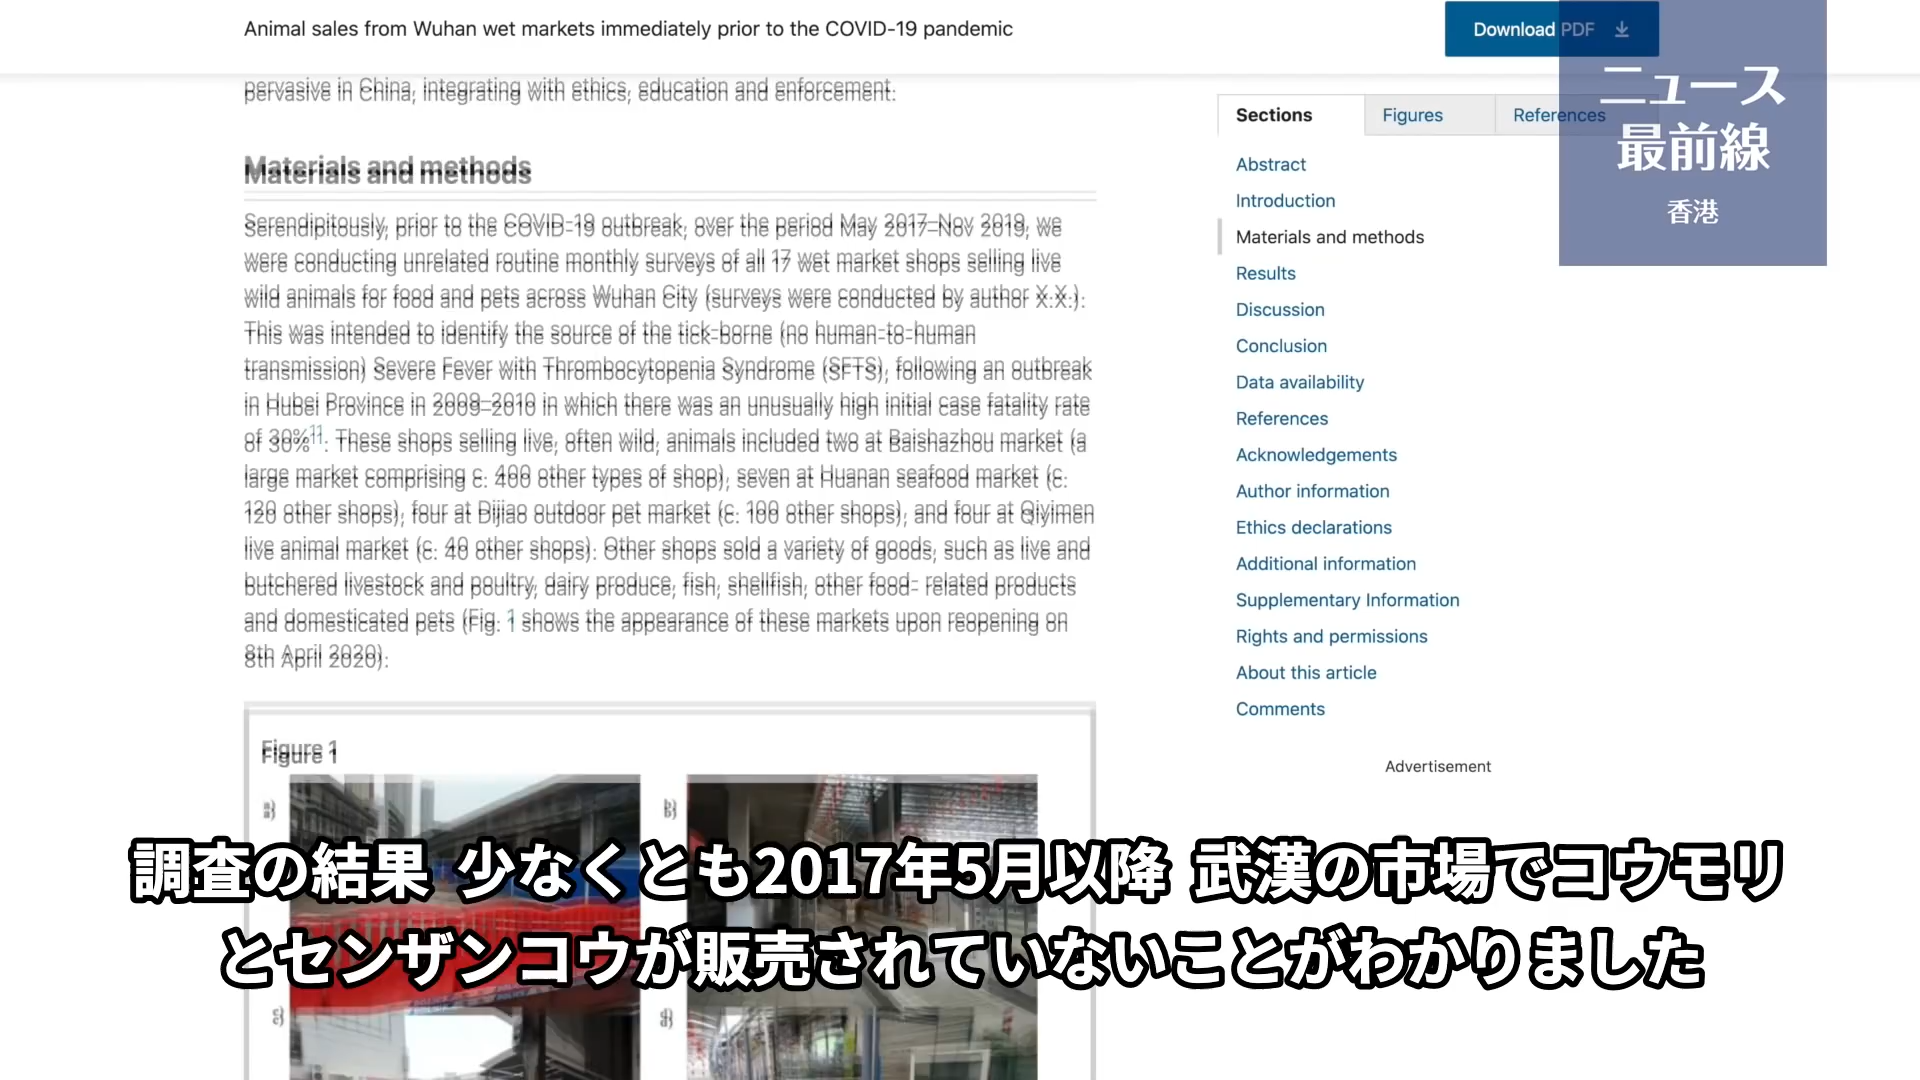 Animal sales from Wuhan wet markets immediately prior to the COVID-19 pandemic
Download PDF
ニュース
最前線
香港
pervasive in China, integrating with ethics, education and enforcement.
Materials and methods
Serendipitously, prior to the COVID-19 outbreak, over the period May 2017–Nov 2019, we
were conducting unrelated routine monthly surveys of all 17 wet market shops selling live
wild animals for food and pets across Wuhan City (surveys were conducted by author X.X.).
This was intended to identify the source of the tick-borne (no human-to-human
transmission) Severe Fever with Thrombocytopenia Syndrome (SFTS), following an outbreak
in Hubei Province in 2009–2010 in which there was an unusually high initial case fatality rate
of 30%11. These shops selling live, often wild, animals included two at Baishazhou market (a
large market comprising c. 400 other types of shop), seven at Huanan seafood market (c.
120 other shops), four at Dijiao outdoor pet market (c. 100 other shops), and four at Qiyimen
live animal market (c. 40 other shops). Other shops sold a variety of goods, such as live and
butchered livestock and poultry, dairy produce, fish, shellfish, other food- related products
and domesticated pets (Fig. 1 shows the appearance of these markets upon reopening on
8th April 2020).
Figure 1
a)
b)
c)
d)
Sections
Figures
References
Abstract
Introduction
Materials and methods
Results
Discussion
Conclusion
Data availability
References
Acknowledgements
Author information
Ethics declarations
Additional information
Supplementary Information
Rights and permissions
About this article
Comments
Advertisement
調査の結果 少なくとも2017年5月以降 武漢の市場でコウモリ
とセンザンコウが販売されていないことがわかりました